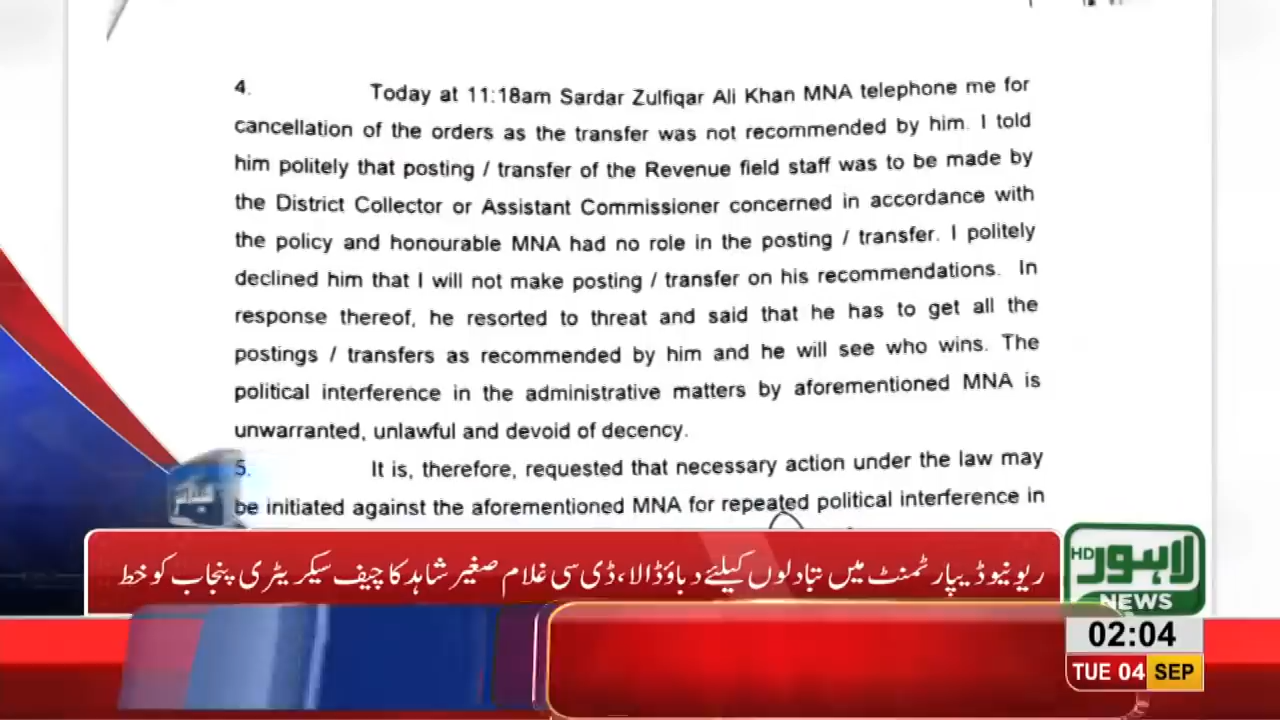 4. Today at 11:18am Sardar Zulfiqar Ali Khan MNA telephone me for
cancellation of the orders as the transfer was not recommended by him. I told
him politely that posting / transfer of the Revenue field staff was to be made by
the District Collector or Assistant Commissioner concerned in accordance with
the policy and honourable MNA had no role in the posting / transfer. I politely
declined him that I will not make posting / transfer on his recommendations. In
response thereof, he resorted to threat and said that he has to get all the
postings / transfers as recommended by him and he will see who wins. The
political interference in the administrative matters by aforementioned MNA is
unwarranted, unlawful and devoid of decency.
5. It is, therefore, requested that necessary action under the law may
be initiated against the aforementioned MNA for repeated political interference in
ریونیو ڈیپارٹمنٹ میں تبادلوں کیلئے دباؤ ڈالا، ڈی سی غلام صغیر شاہد کا چیف سیکریٹری پنجاب کو خط
HD لاہور
NEWS
02:04
TUE 04 SEP